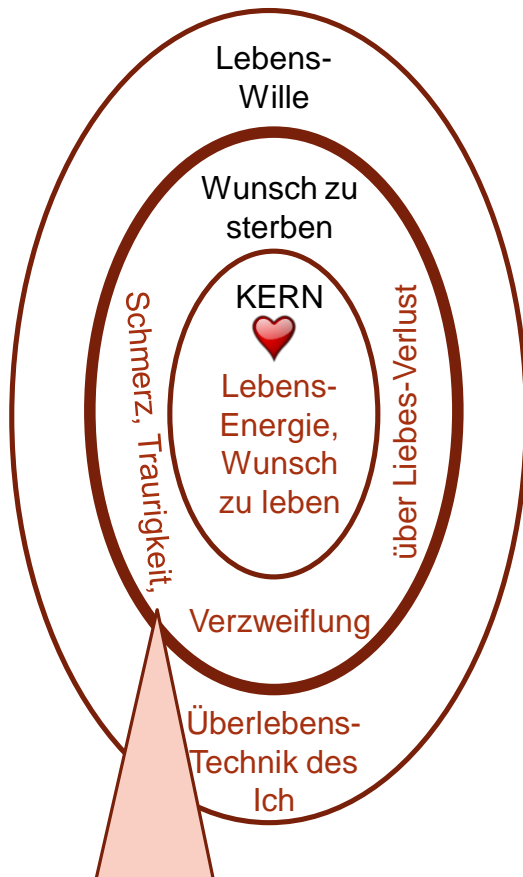 Lebens-
Wille
Wunsch zu
sterben
KERN
Lebens-
Energie,
Wunsch
zu leben
Schmerz, Traurigkeit,
Verzweiflung
über Liebes-Verlust
Überlebens-
Technik des
Ich